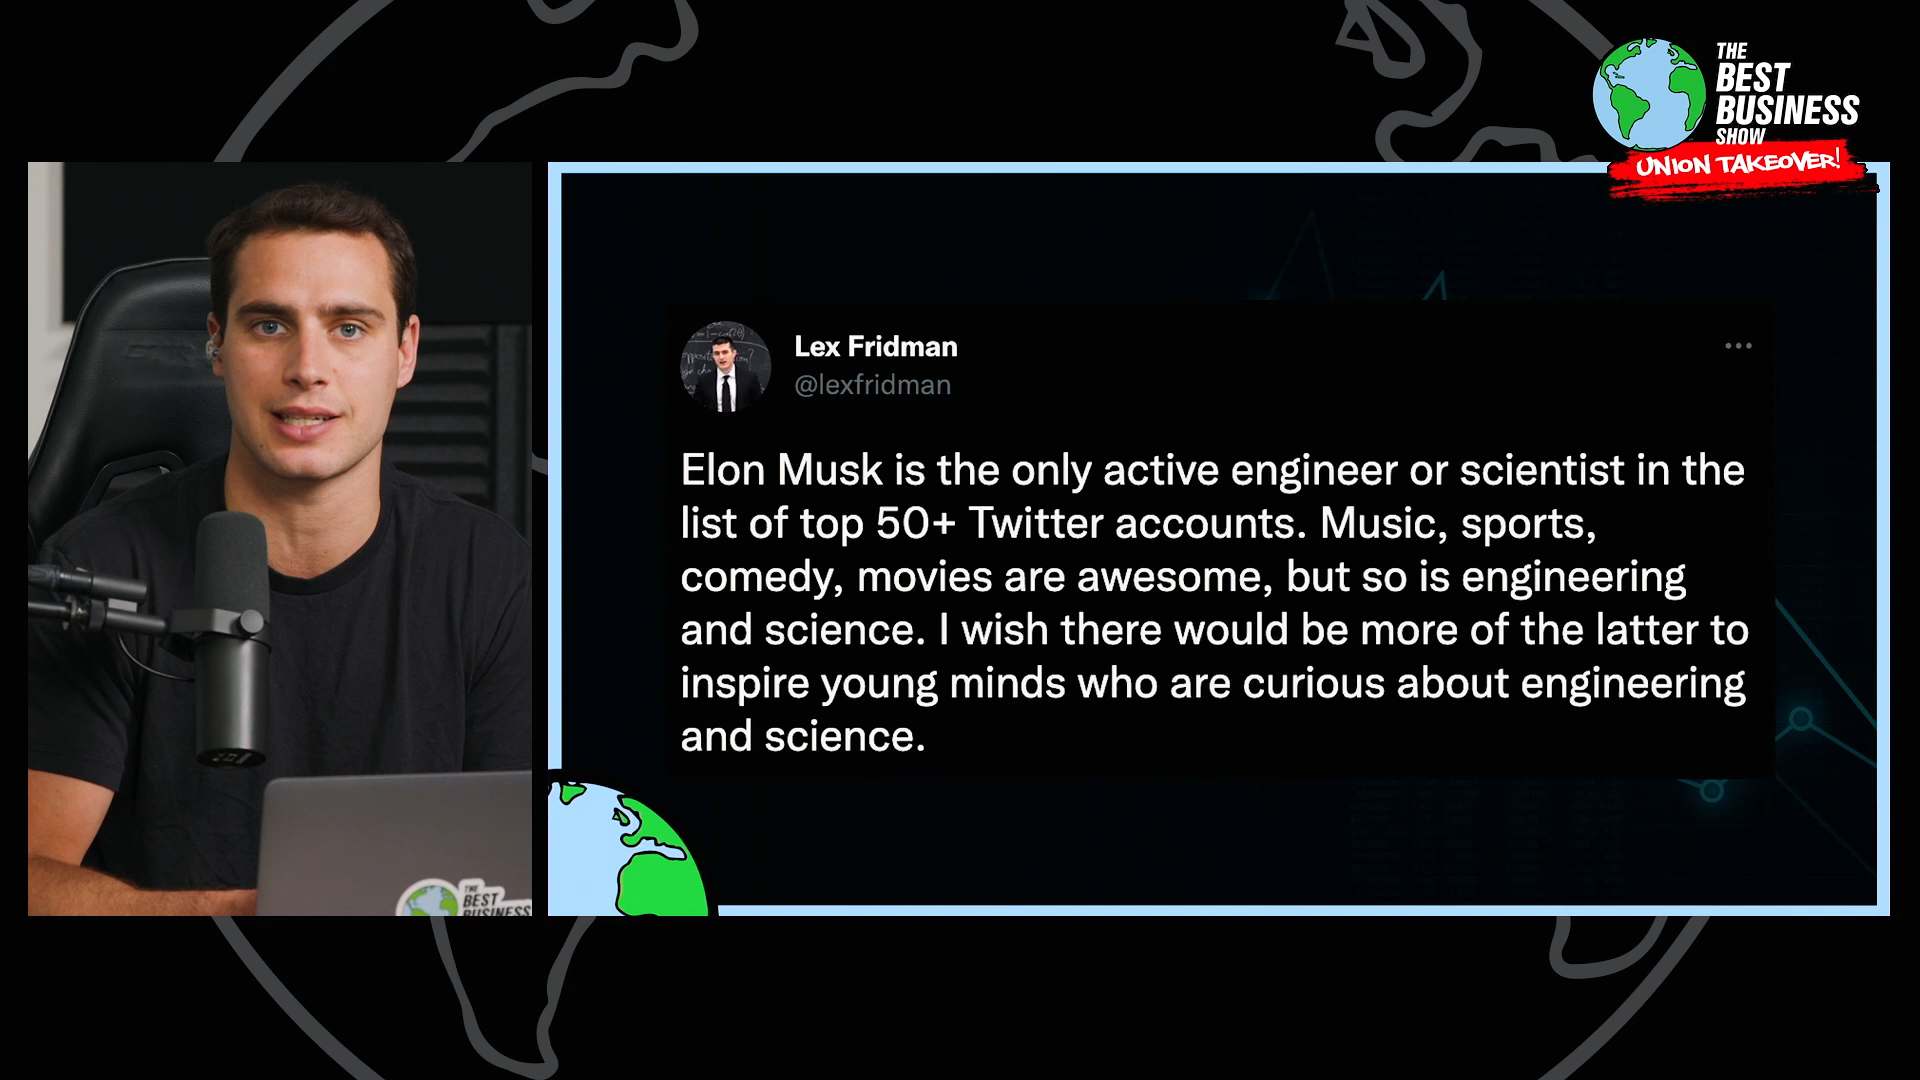 THE
BEST
BUSINESS
SHOW
UNION TAKEOVER!
Lex Fridman
@lexfridman
Elon Musk is the only active engineer or scientist in the
list of top 50+ Twitter accounts. Music, sports,
comedy, movies are awesome, but so is engineering
and science. I wish there would be more of the latter to
inspire young minds who are curious about engineering
and science.
THE
BEST
BUSINESS